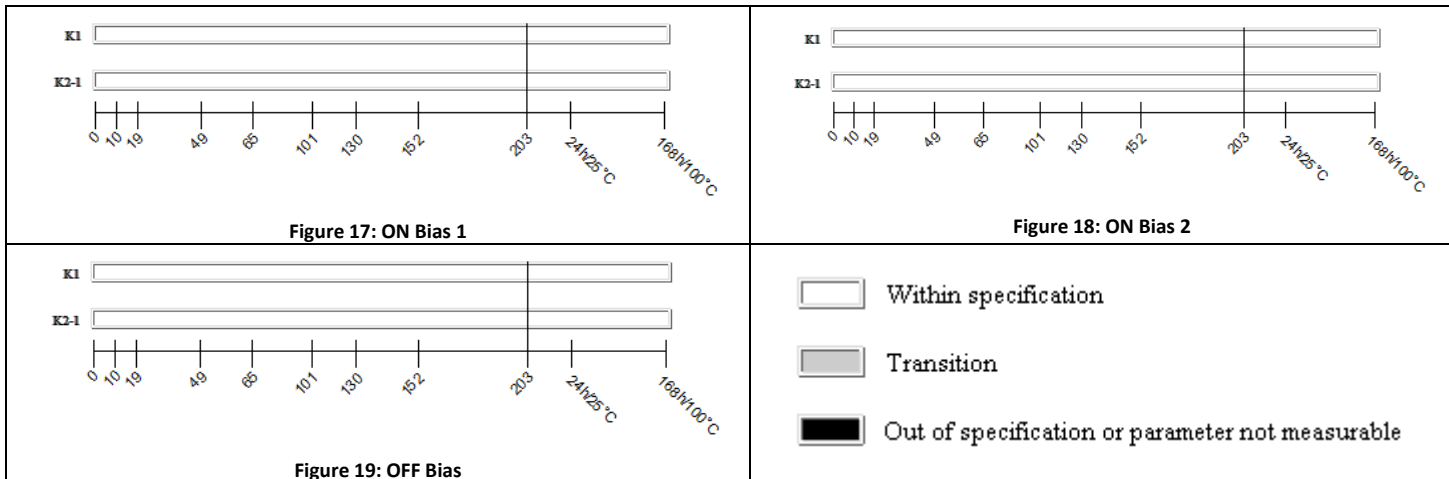 K1
K2-1
0 10 19 49 65 101 130 152 203 24h/25°C 168h/100°C
Figure 17: ON Bias 1
K1
K2-1
0 10 19 49 65 101 130 152 203 24h/25°C 168h/100°C
Figure 18: ON Bias 2
K1
K2-1
0 10 19 49 65 101 130 152 203 24h/25°C 168h/100°C
Figure 19: OFF Bias
Within specification
Transition
Out of specification or parameter not measurable